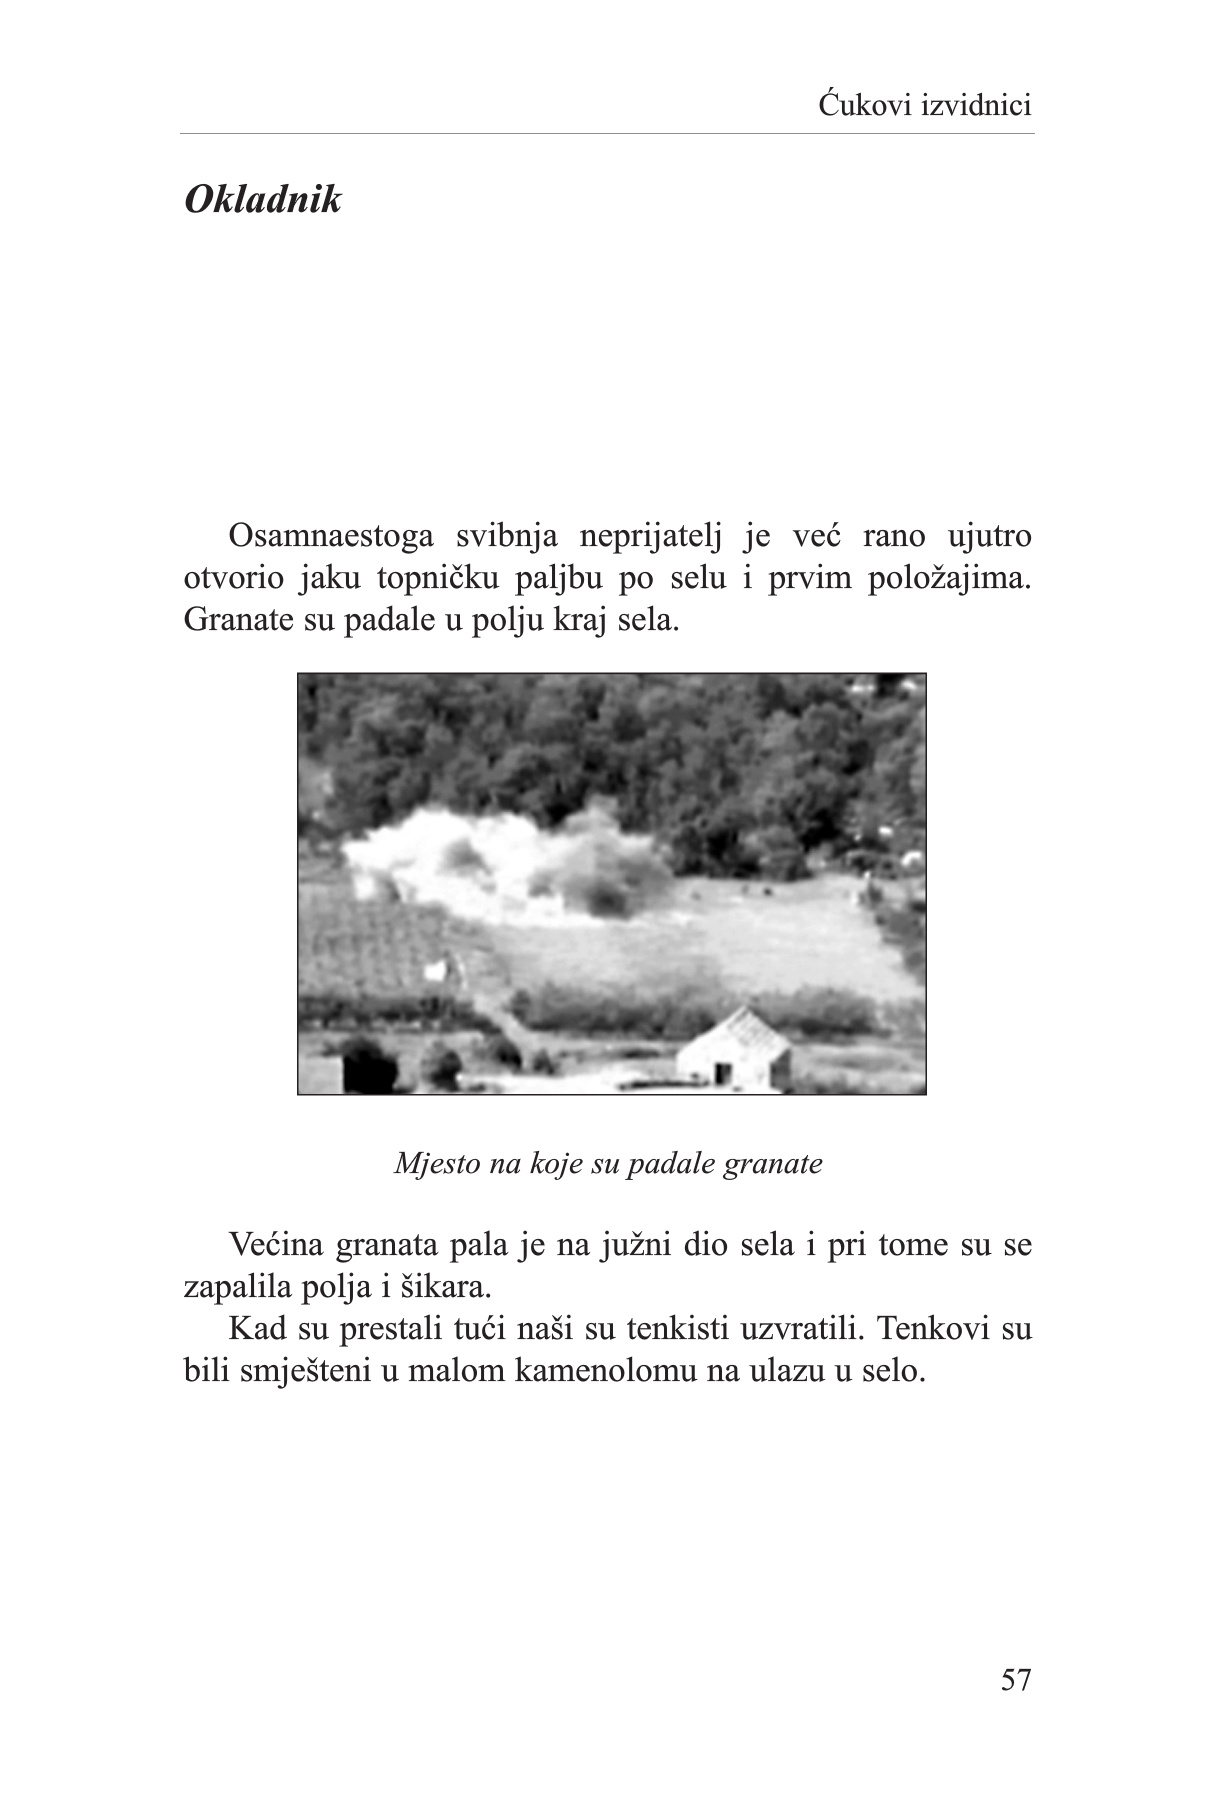 Ćukovi izvidnici
Okladnik
Osamnaestoga svibnja neprijatelj je već rano ujutro
otvorio jaku topničku paljbu po selu i prvim položajima.
Granate su padale u polju kraj sela.
Mjesto na koje su padale granate
Većina granata pala je na južni dio sela i pri tome su se
zapalila polja i šikara.
Kad su prestali tući naši su tenkisti uzvratili. Tenkovi su
bili smješteni u malom kamenolomu na ulazu u selo.
57